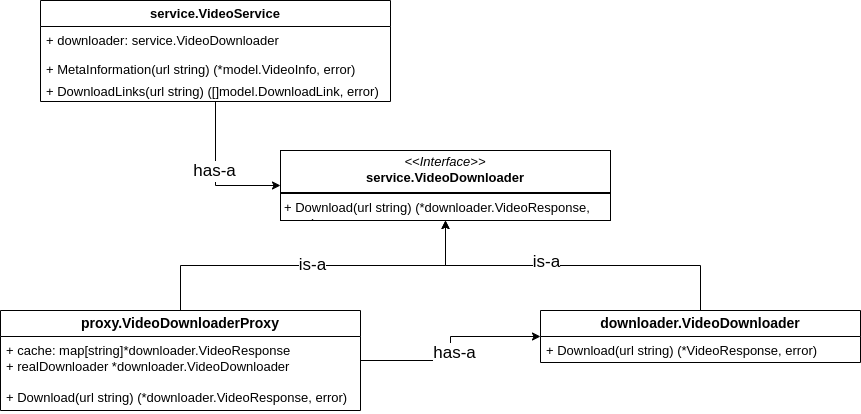 service.VideoService
+ downloader: service.VideoDownloader
+ MetaInformation(url string) (*model.VideoInfo, error)
+ DownloadLinks(url string) ([]model.DownloadLink, error)
has-a
<<Interface>>
service.VideoDownloader
+ Download(url string) (*downloader.VideoResponse,
is-a
is-a
proxy.VideoDownloaderProxy
+ cache: map[string]*downloader.VideoResponse
+ realDownloader *downloader.VideoDownloader
+ Download(url string) (*downloader.VideoResponse, error)
has-a
downloader.VideoDownloader
+ Download(url string) (*VideoResponse, error)